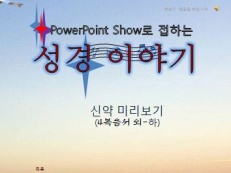 PowerPoint Show로 접하는
성경 이야기
신약 미리보기
(4복음서 외-하)